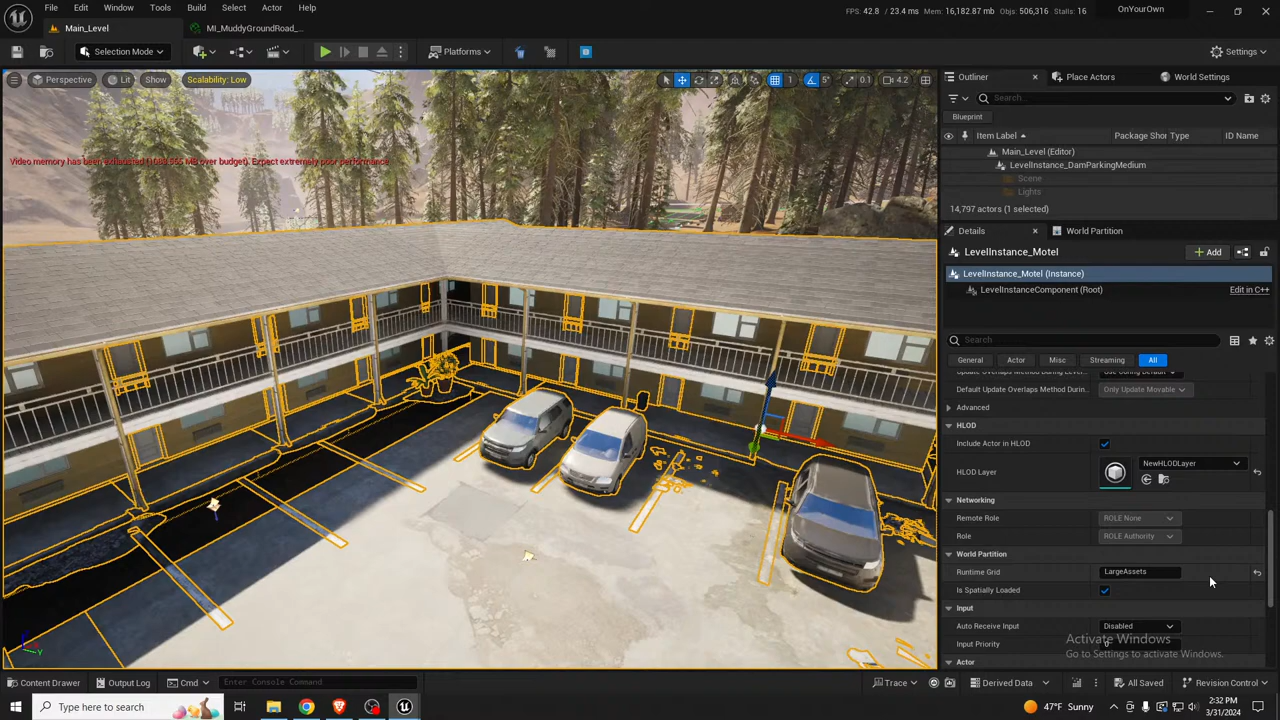 File Edit Window Tools Build Select Actor Help
FPS: 42.8 / 23.4 ms Mem: 16,182.87 mb Objs: 506,316 Stalls: 16
OnYourOwn
Main_Level
MI_MuddyGroundRoad_...
Selection Mode
Platforms
Settings
Perspective Lit Show Scalability: Low
1 5° 0.1 4.2
Outliner Place Actors World Settings
Search...
Blueprint
Item Label Package Shor Type ID Name
Main_Level (Editor)
LevelInstance_DamParkingMedium
Scene
Lights
14,797 actors (1 selected)
Details World Partition
LevelInstance_Motel
Add
LevelInstance_Motel (Instance)
LevelInstanceComponent (Root) Edit in C++
Search
General Actor Misc Streaming All
Default Update Overlaps Method Durin Only Update Movable
Advanced
HLOD
Include Actor in HLOD
HLOD Layer
NewHLODLayer
Networking
Remote Role ROLE None
Role ROLE Authority
World Partition
Runtime Grid LargeAssets
Is Spatially Loaded
Input
Auto Receive Input Disabled
Input Priority 0
Actor
Activate Windows
Go to Settings to activate Windows.
Content Drawer Output Log Cmd Enter Console Command
Trace Derived Data All Saved Revision Control
Type here to search
47°F Sunny
2:32 PM
3/31/2024